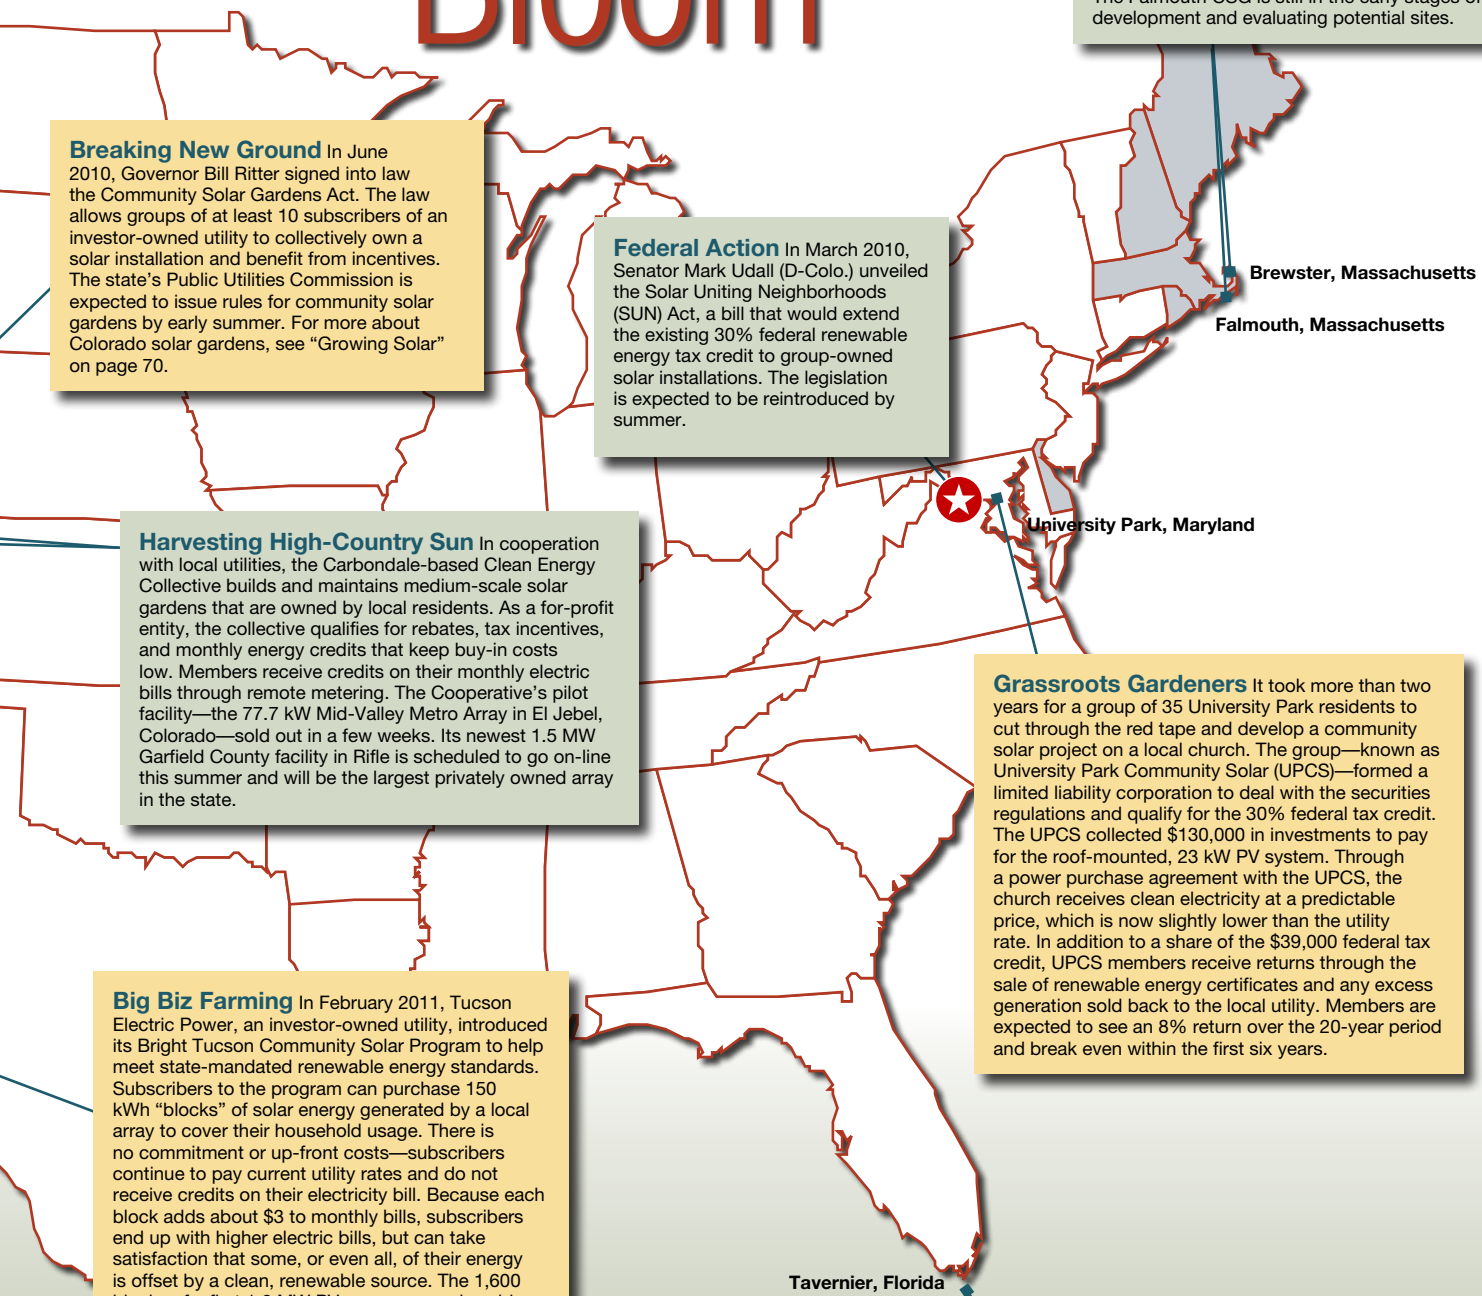 Bloom
development and evaluating potential sites.
Breaking New Ground In June
2010, Governor Bill Ritter signed into law
the Community Solar Gardens Act. The law
allows groups of at least 10 subscribers of an
investor-owned utility to collectively own a
solar installation and benefit from incentives.
The state’s Public Utilities Commission is
expected to issue rules for community solar
gardens by early summer. For more about
Colorado solar gardens, see “Growing Solar”
on page 70.
Federal Action In March 2010,
Senator Mark Udall (D-Colo.) unveiled
the Solar Uniting Neighborhoods
(SUN) Act, a bill that would extend
the existing 30% federal renewable
energy tax credit to group-owned
solar installations. The legislation
is expected to be reintroduced by
summer.
Brewster, Massachusetts
Falmouth, Massachusetts
University Park, Maryland
Harvesting High-Country Sun In cooperation
with local utilities, the Carbondale-based Clean Energy
Collective builds and maintains medium-scale solar
gardens that are owned by local residents. As a for-profit
entity, the collective qualifies for rebates, tax incentives,
and monthly energy credits that keep buy-in costs
low. Members receive credits on their monthly electric
bills through remote metering. The Cooperative’s pilot
facility—the 77.7 kW Mid-Valley Metro Array in El Jebel,
Colorado—sold out in a few weeks. Its newest 1.5 MW
Garfield County facility in Rifle is scheduled to go on-line
this summer and will be the largest privately owned array
in the state.
Grassroots Gardeners It took more than two
years for a group of 35 University Park residents to
cut through the red tape and develop a community
solar project on a local church. The group—known as
University Park Community Solar (UPCS)—formed a
limited liability corporation to deal with the securities
regulations and qualify for the 30% federal tax credit.
The UPCS collected $130,000 in investments to pay
for the roof-mounted, 23 kW PV system. Through
a power purchase agreement with the UPCS, the
church receives clean electricity at a predictable
price, which is now slightly lower than the utility
rate. In addition to a share of the $39,000 federal tax
credit, UPCS members receive returns through the
sale of renewable energy certificates and any excess
generation sold back to the local utility. Members are
expected to see an 8% return over the 20-year period
and break even within the first six years.
Big Biz Farming In February 2011, Tucson
Electric Power, an investor-owned utility, introduced
its Bright Tucson Community Solar Program to help
meet state-mandated renewable energy standards.
Subscribers to the program can purchase 150
kWh “blocks” of solar energy generated by a local
array to cover their household usage. There is
no commitment or up-front costs—subscribers
continue to pay current utility rates and do not
receive credits on their electricity bill. Because each
block adds about $3 to monthly bills, subscribers
end up with higher electric bills, but can take
satisfaction that some, or even all, of their energy
is offset by a clean, renewable source. The 1,600
Tavernier, Florida